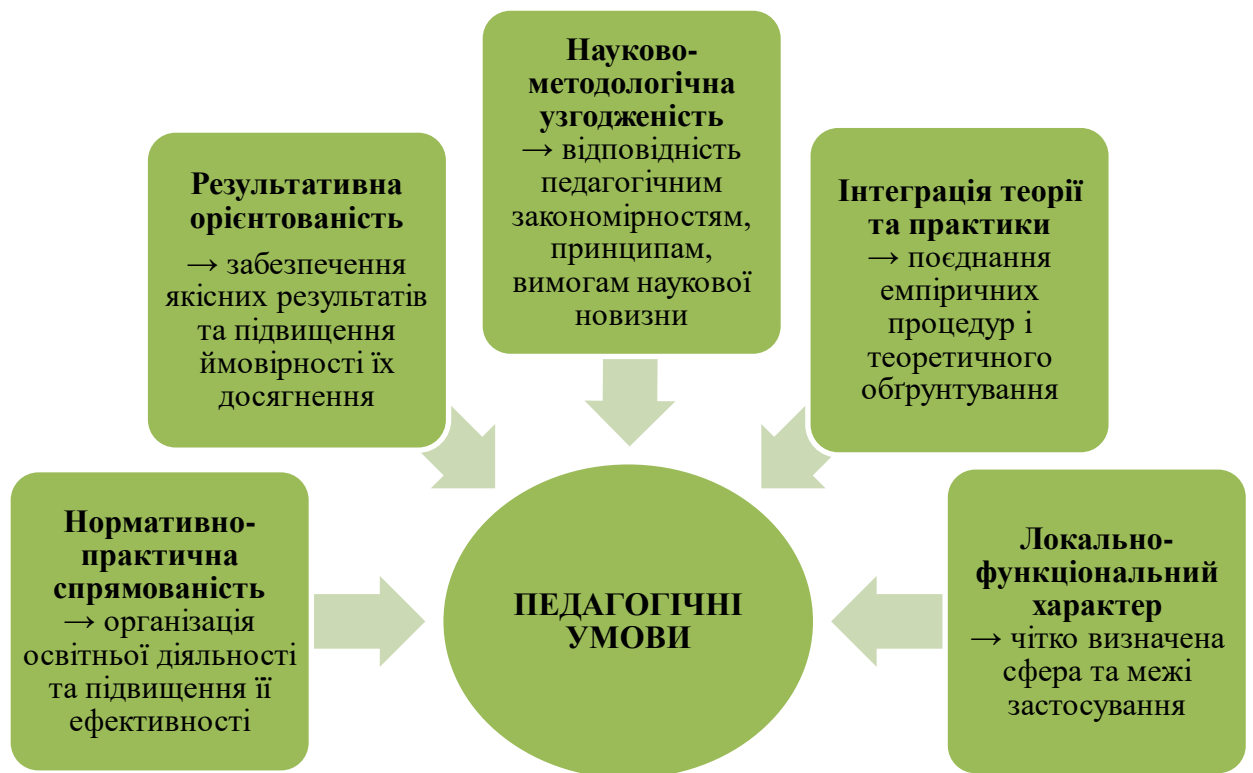 Нормативно-
практична
спрямованість
→ організація
освітньої діяльності
та підвищення її
ефективності
Результативна
орієнтованість
→ забезпечення
якісних результатів
та підвищення
ймовірності їх
досягнення
Науково-
методологічна
узгодженість
→ відповідність
педагогічним
закономірностям,
принципам,
вимогам наукової
новизни
Інтеграція теорії
та практики
→ поєднання
емпіричних
процедур і
теоретичного
обґрунтування
Локально-
функціональний
характер
→ чітко визначена
сфера та межі
застосування
ПЕДАГОГІЧНІ
УМОВИ